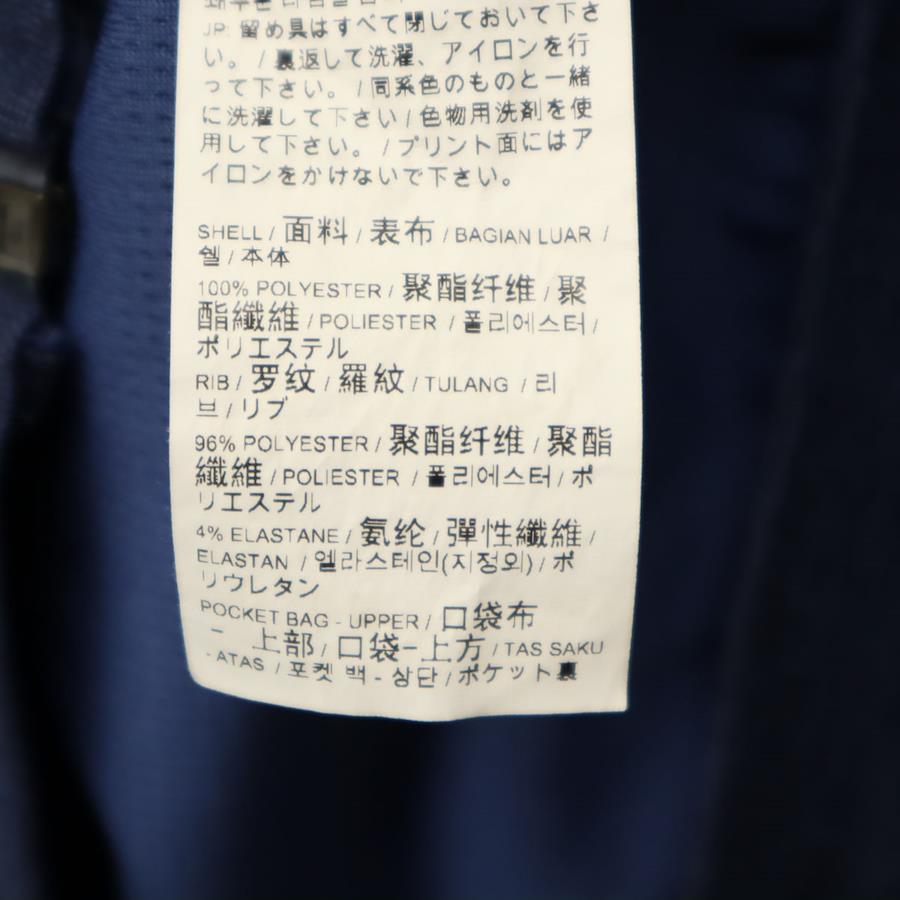 JP: 留め具はすべて閉じておいて下さ
い。/ 裏返して洗濯、アイロンを行
って下さい。/ 同系色のものと一緒
に洗濯して下さい / 色物用洗剤を使
用して下さい。/ プリント面にはア
イロンをかけないで下さい。
SHELL / 面料 / 表布 / BAGIAN LUAR /
쉘 / 本体
100% POLYESTER / 聚酯纤维 / 聚
酯纖維 / POLIESTER / 폴리에스터 /
ポリエステル
RIB / 罗纹 / 羅紋 / TULANG / 리
브 / リブ
96% POLYESTER / 聚酯纤维 / 聚酯
纖維 / POLIESTER / 폴리에스터 / ポ
リエステル
4% ELASTANE / 氨纶 / 彈性纖維 /
ELASTAN / 엘라스테인(지정외) / ポ
リウレタン
POCKET BAG - UPPER / 口袋布
- 上部 / 口袋-上方 / TAS SAKU
- ATAS / 포켓 백 - 상단 / ポケット裏